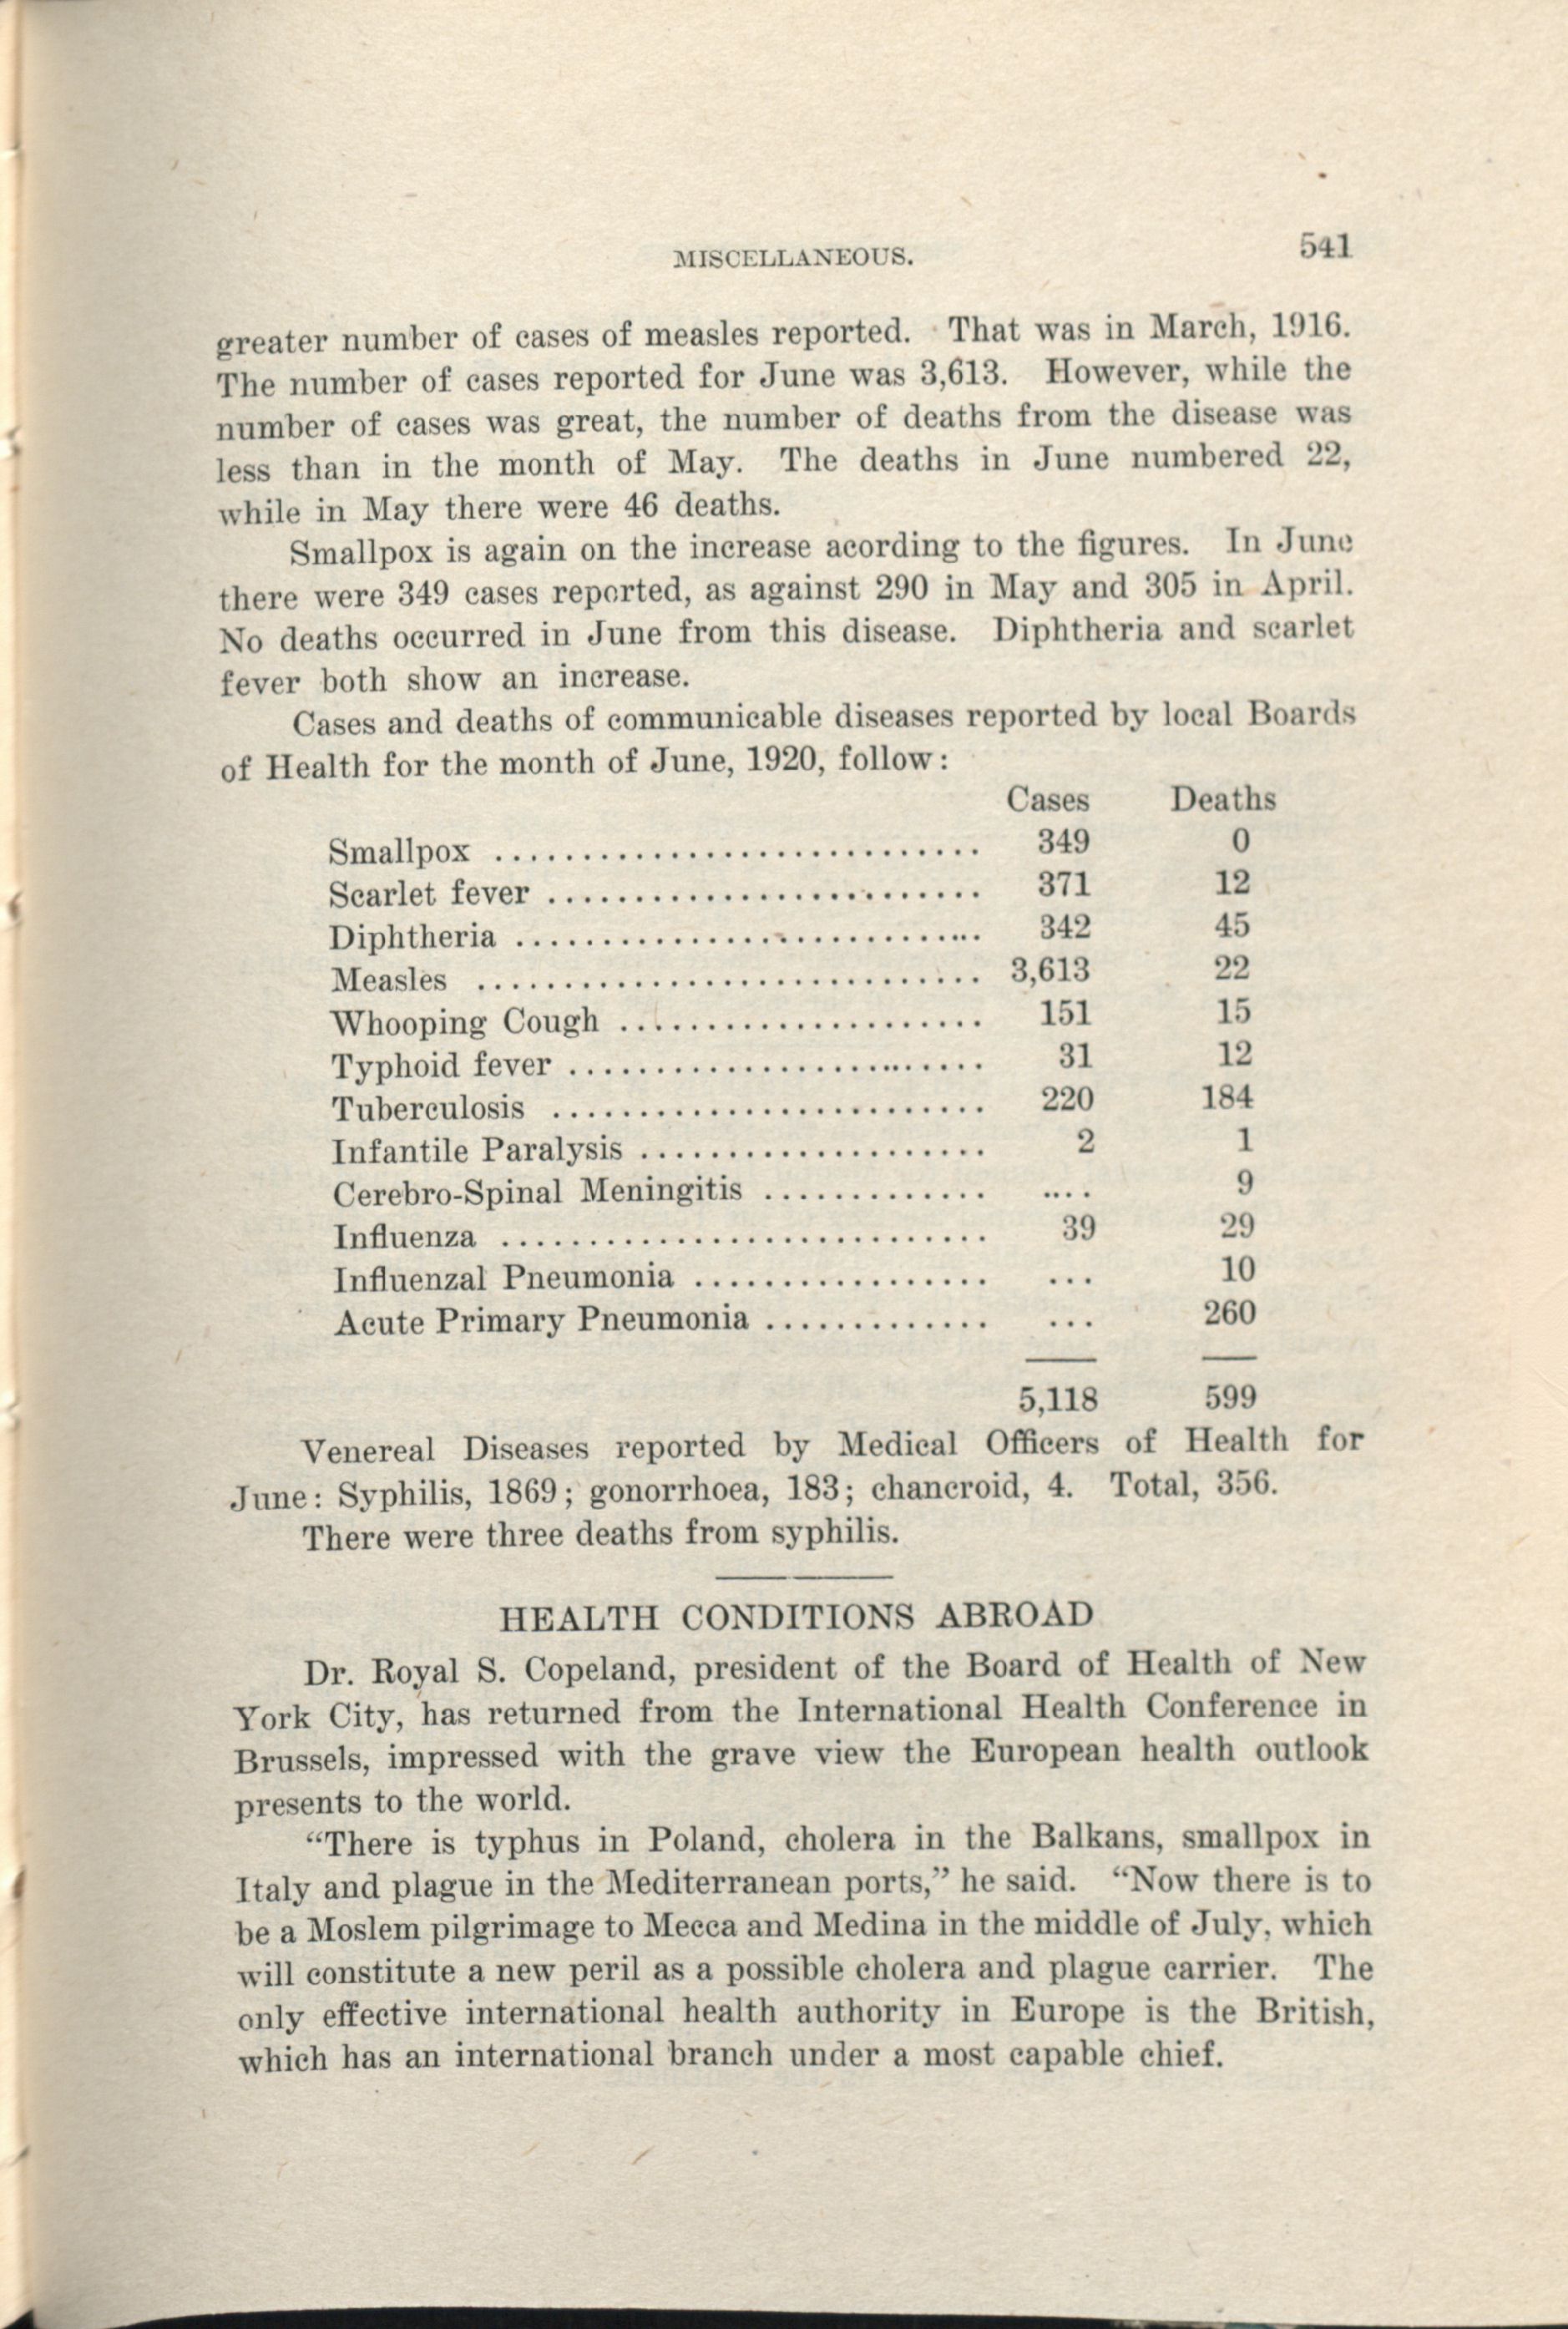 MISCELLANEOUS. 541
greater number of cases of measles reported. That was in March, 1916.
The number of cases reported for June was 3,613. However, while the
number of cases was great, the number of deaths from the disease was
less than in the month of May. The deaths in June numbered 22,
while in May there were 46 deaths.
Smallpox is again on the increase acording to the figures. In June
there were 349 cases reported, as against 290 in May and 305 in April.
No deaths occurred in June from this disease. Diphtheria and scarlet
fever both show an increase.
Cases and deaths of communicable diseases reported by local Boards
of Health for the month of June, 1920, follow:
Cases Deaths
Smallpox ............................ 349 0
Scarlet fever ......................... 371 12
Diphtheria ........................... 342 45
Measles ............................. 3,613 22
Whooping Cough ..................... 151 15
Typhoid fever ........................ 31 12
Tuberculosis ......................... 220 184
Infantile Paralysis .................... 2 1
Cerebro-Spinal Meningitis ............. .... 9
Influenza ............................ 39 29
Influenzal Pneumonia ................. ... 10
Acute Primary Pneumonia ............. ... 260
5,118 599
Venereal Diseases reported by Medical Officers of Health for
June: Syphilis, 1869; gonorrhoea, 183; chancroid, 4. Total, 356.
There were three deaths from syphilis.
HEALTH CONDITIONS ABROAD
Dr. Royal S. Copeland, president of the Board of Health of New
York City, has returned from the International Health Conference in
Brussels, impressed with the grave view the European health outlook
presents to the world.
“There is typhus in Poland, cholera in the Balkans, smallpox in
Italy and plague in the Mediterranean ports,” he said. “Now there is to
be a Moslem pilgrimage to Mecca and Medina in the middle of July, which
will constitute a new peril as a possible cholera and plague carrier. The
only effective international health authority in Europe is the British,
which has an international branch under a most capable chief.